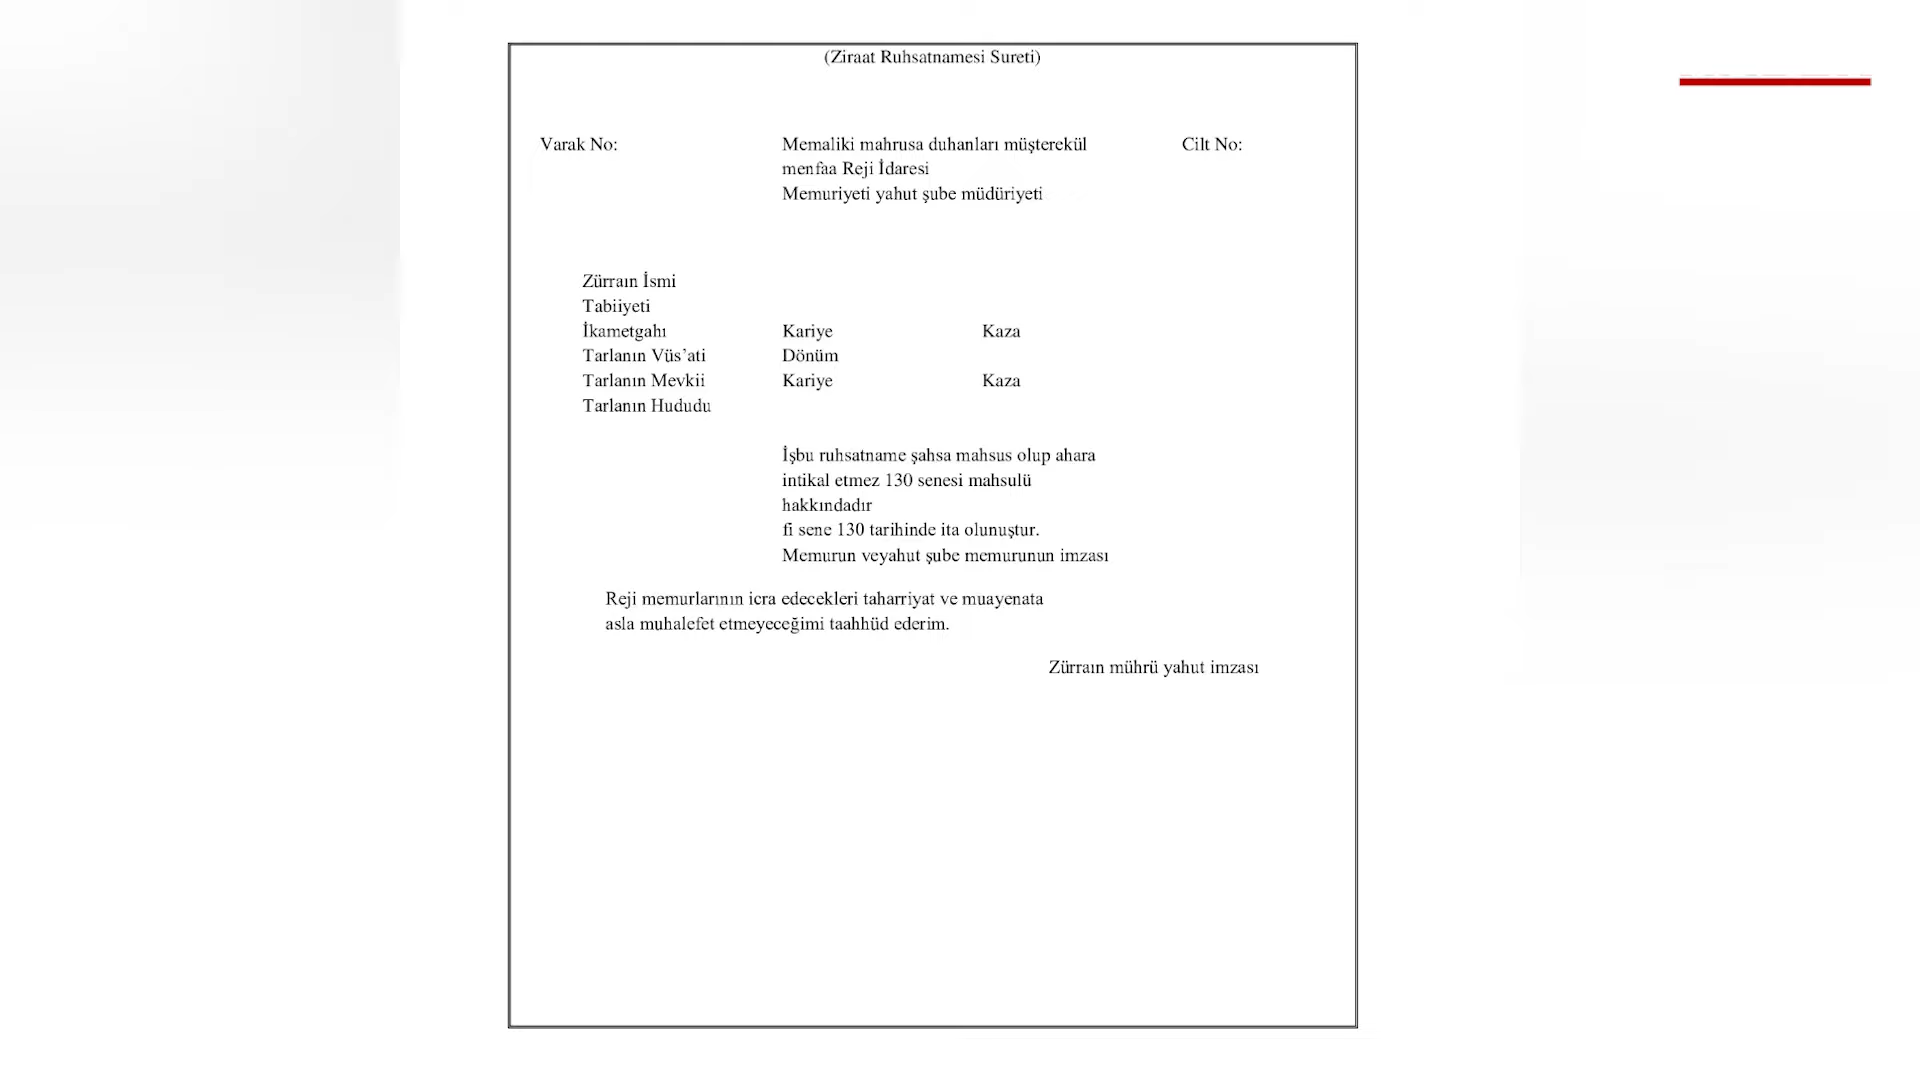 (Ziraat Ruhsatnamesi Sureti)
Varak No: Memaliki mahrusa duhanları müşterekül Cilt No:
menfaa Reji İdaresi
Memuriyeti yahut şube müdüriyeti
Zürraın İsmi
Tabiiyeti
İkametgahı Kariye Kaza
Tarlanın Vüs’ati Dönüm
Tarlanın Mevkii Kariye Kaza
Tarlanın Hududu
İşbu ruhsatname şahsa mahsus olup ahara
intikal etmez 130 senesi mahsulü
hakkındadır
fi sene 130 tarihinde ita olunuştur.
Memurun veyahut şube memurunun imzası
Reji memurlarının icra edecekleri taharriyat ve muayenata
asla muhalefet etmeyeceğimi taahhüd ederim.
Zürraın mührü yahut imzası